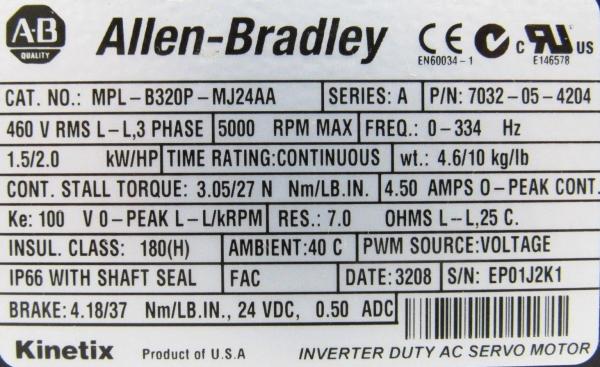 A-B QUALITY Allen-Bradley CE EN60034-1 C UR US E146578
CAT. NO.: MPL-B320P-MJ24AA SERIES: A P/N: 7032-05-4204
460 V RMS L-L,3 PHASE 5000 RPM MAX FREQ.: 0-334 Hz
1.5/2.0 kW/HP TIME RATING:CONTINUOUS wt.: 4.6/10 kg/lb
CONT. STALL TORQUE: 3.05/27 N Nm/LB.IN. 4.50 AMPS 0-PEAK CONT.
Ke: 100 V 0-PEAK L-L/kRPM RES.: 7.0 OHMS L-L,25 C.
INSUL. CLASS: 180(H) AMBIENT:40 C PWM SOURCE:VOLTAGE
IP66 WITH SHAFT SEAL FAC DATE: 3208 S/N: EP01J2K1
BRAKE: 4.18/37 Nm/LB.IN., 24 VDC, 0.50 ADC
Kinetix Product of U.S.A INVERTER DUTY AC SERVO MOTOR